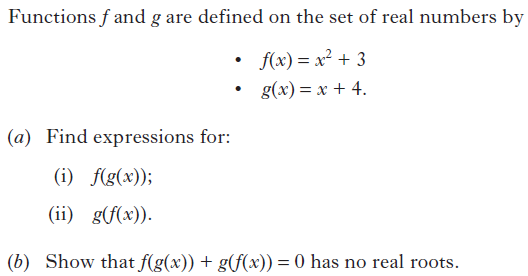 Functions f and g are defined on the set of real numbers by
• f(x) = x² + 3
• g(x) = x + 4.
(a) Find expressions for:
(i) f(g(x));
(ii) g(f(x)).
(b) Show that f(g(x)) + g(f(x)) = 0 has no real roots.